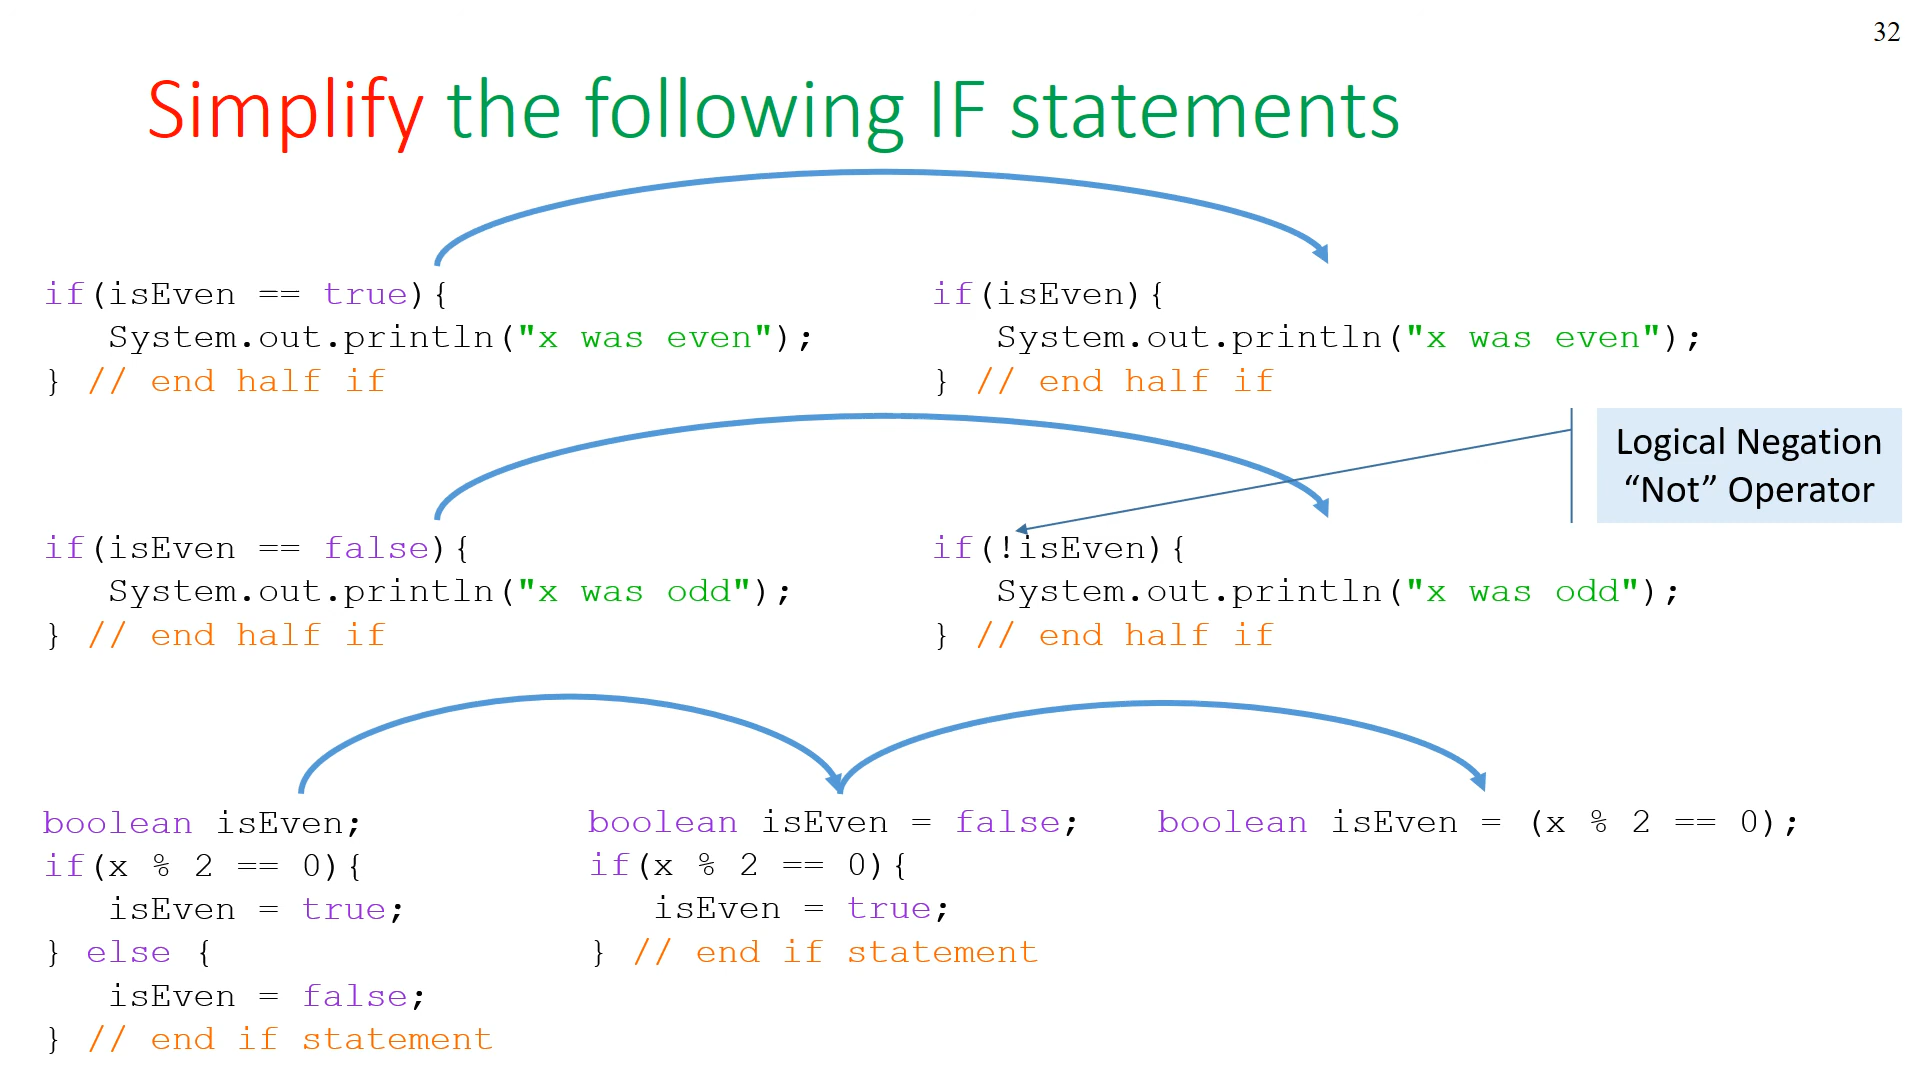 32
Simplify the following IF statements
if(isEven == true){
   System.out.println("x was even");
} // end half if
if(isEven){
   System.out.println("x was even");
} // end half if
Logical Negation
“Not” Operator
if(isEven == false){
   System.out.println("x was odd");
} // end half if
if(!isEven){
   System.out.println("x was odd");
} // end half if
boolean isEven;
if(x % 2 == 0){
   isEven = true;
} else {
   isEven = false;
} // end if statement
boolean isEven = false;
if(x % 2 == 0){
   isEven = true;
} // end if statement
boolean isEven = (x % 2 == 0);